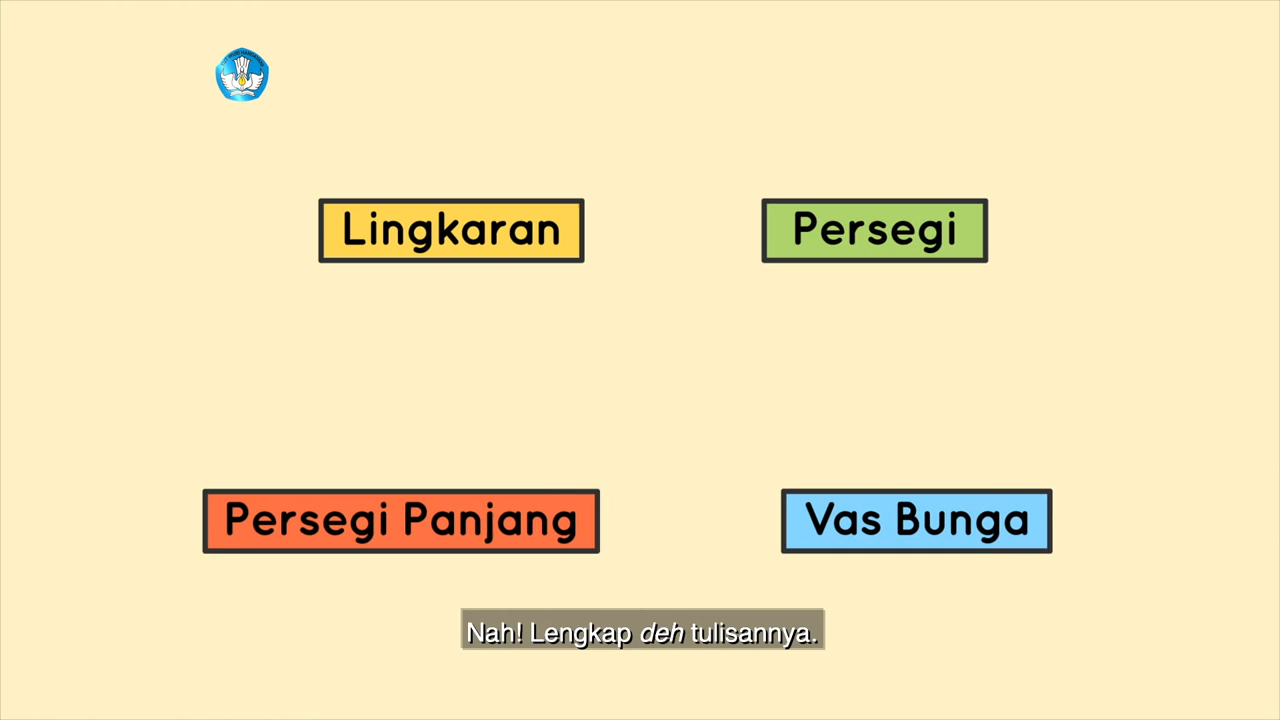 Lingkaran
Persegi
Persegi Panjang
Vas Bunga
Nah! Lengkap deh tulisannya.